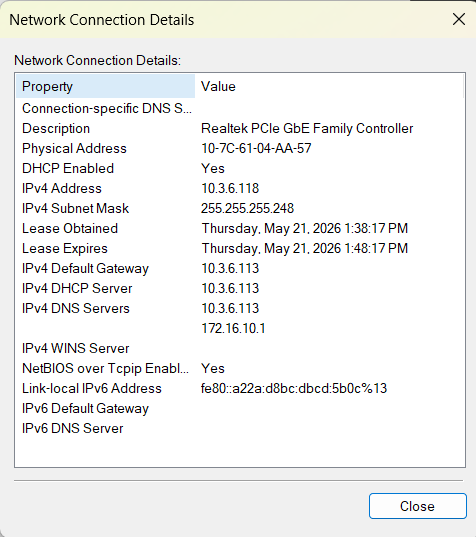 Network Connection Details
Network Connection Details:
Property Value
Connection-specific DNS S...
Description Realtek PCIe GbE Family Controller
Physical Address 10-7C-61-04-AA-57
DHCP Enabled Yes
IPv4 Address 10.3.6.118
IPv4 Subnet Mask 255.255.255.248
Lease Obtained Thursday, May 21, 2026 1:38:17 PM
Lease Expires Thursday, May 21, 2026 1:48:17 PM
IPv4 Default Gateway 10.3.6.113
IPv4 DHCP Server 10.3.6.113
IPv4 DNS Servers 10.3.6.113
172.16.10.1
IPv4 WINS Server
NetBIOS over Tcpip Enabl... Yes
Link-local IPv6 Address fe80::a22a:d8bc:dbcd:5b0c%13
IPv6 Default Gateway
IPv6 DNS Server
Close